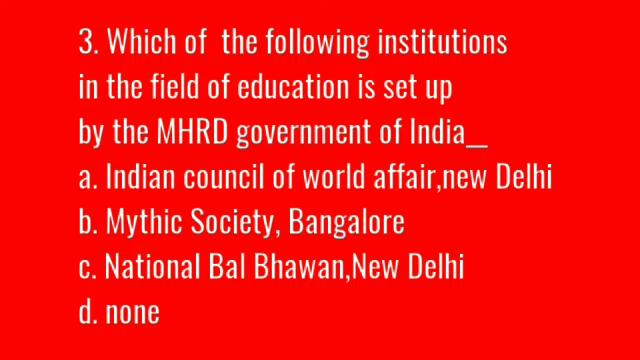 3. Which of  the following institutions
in the field of education is set up
by the MHRD government of India__
a. Indian council of world affair,new Delhi
b. Mythic Society, Bangalore
c. National Bal Bhawan,New Delhi
d. none